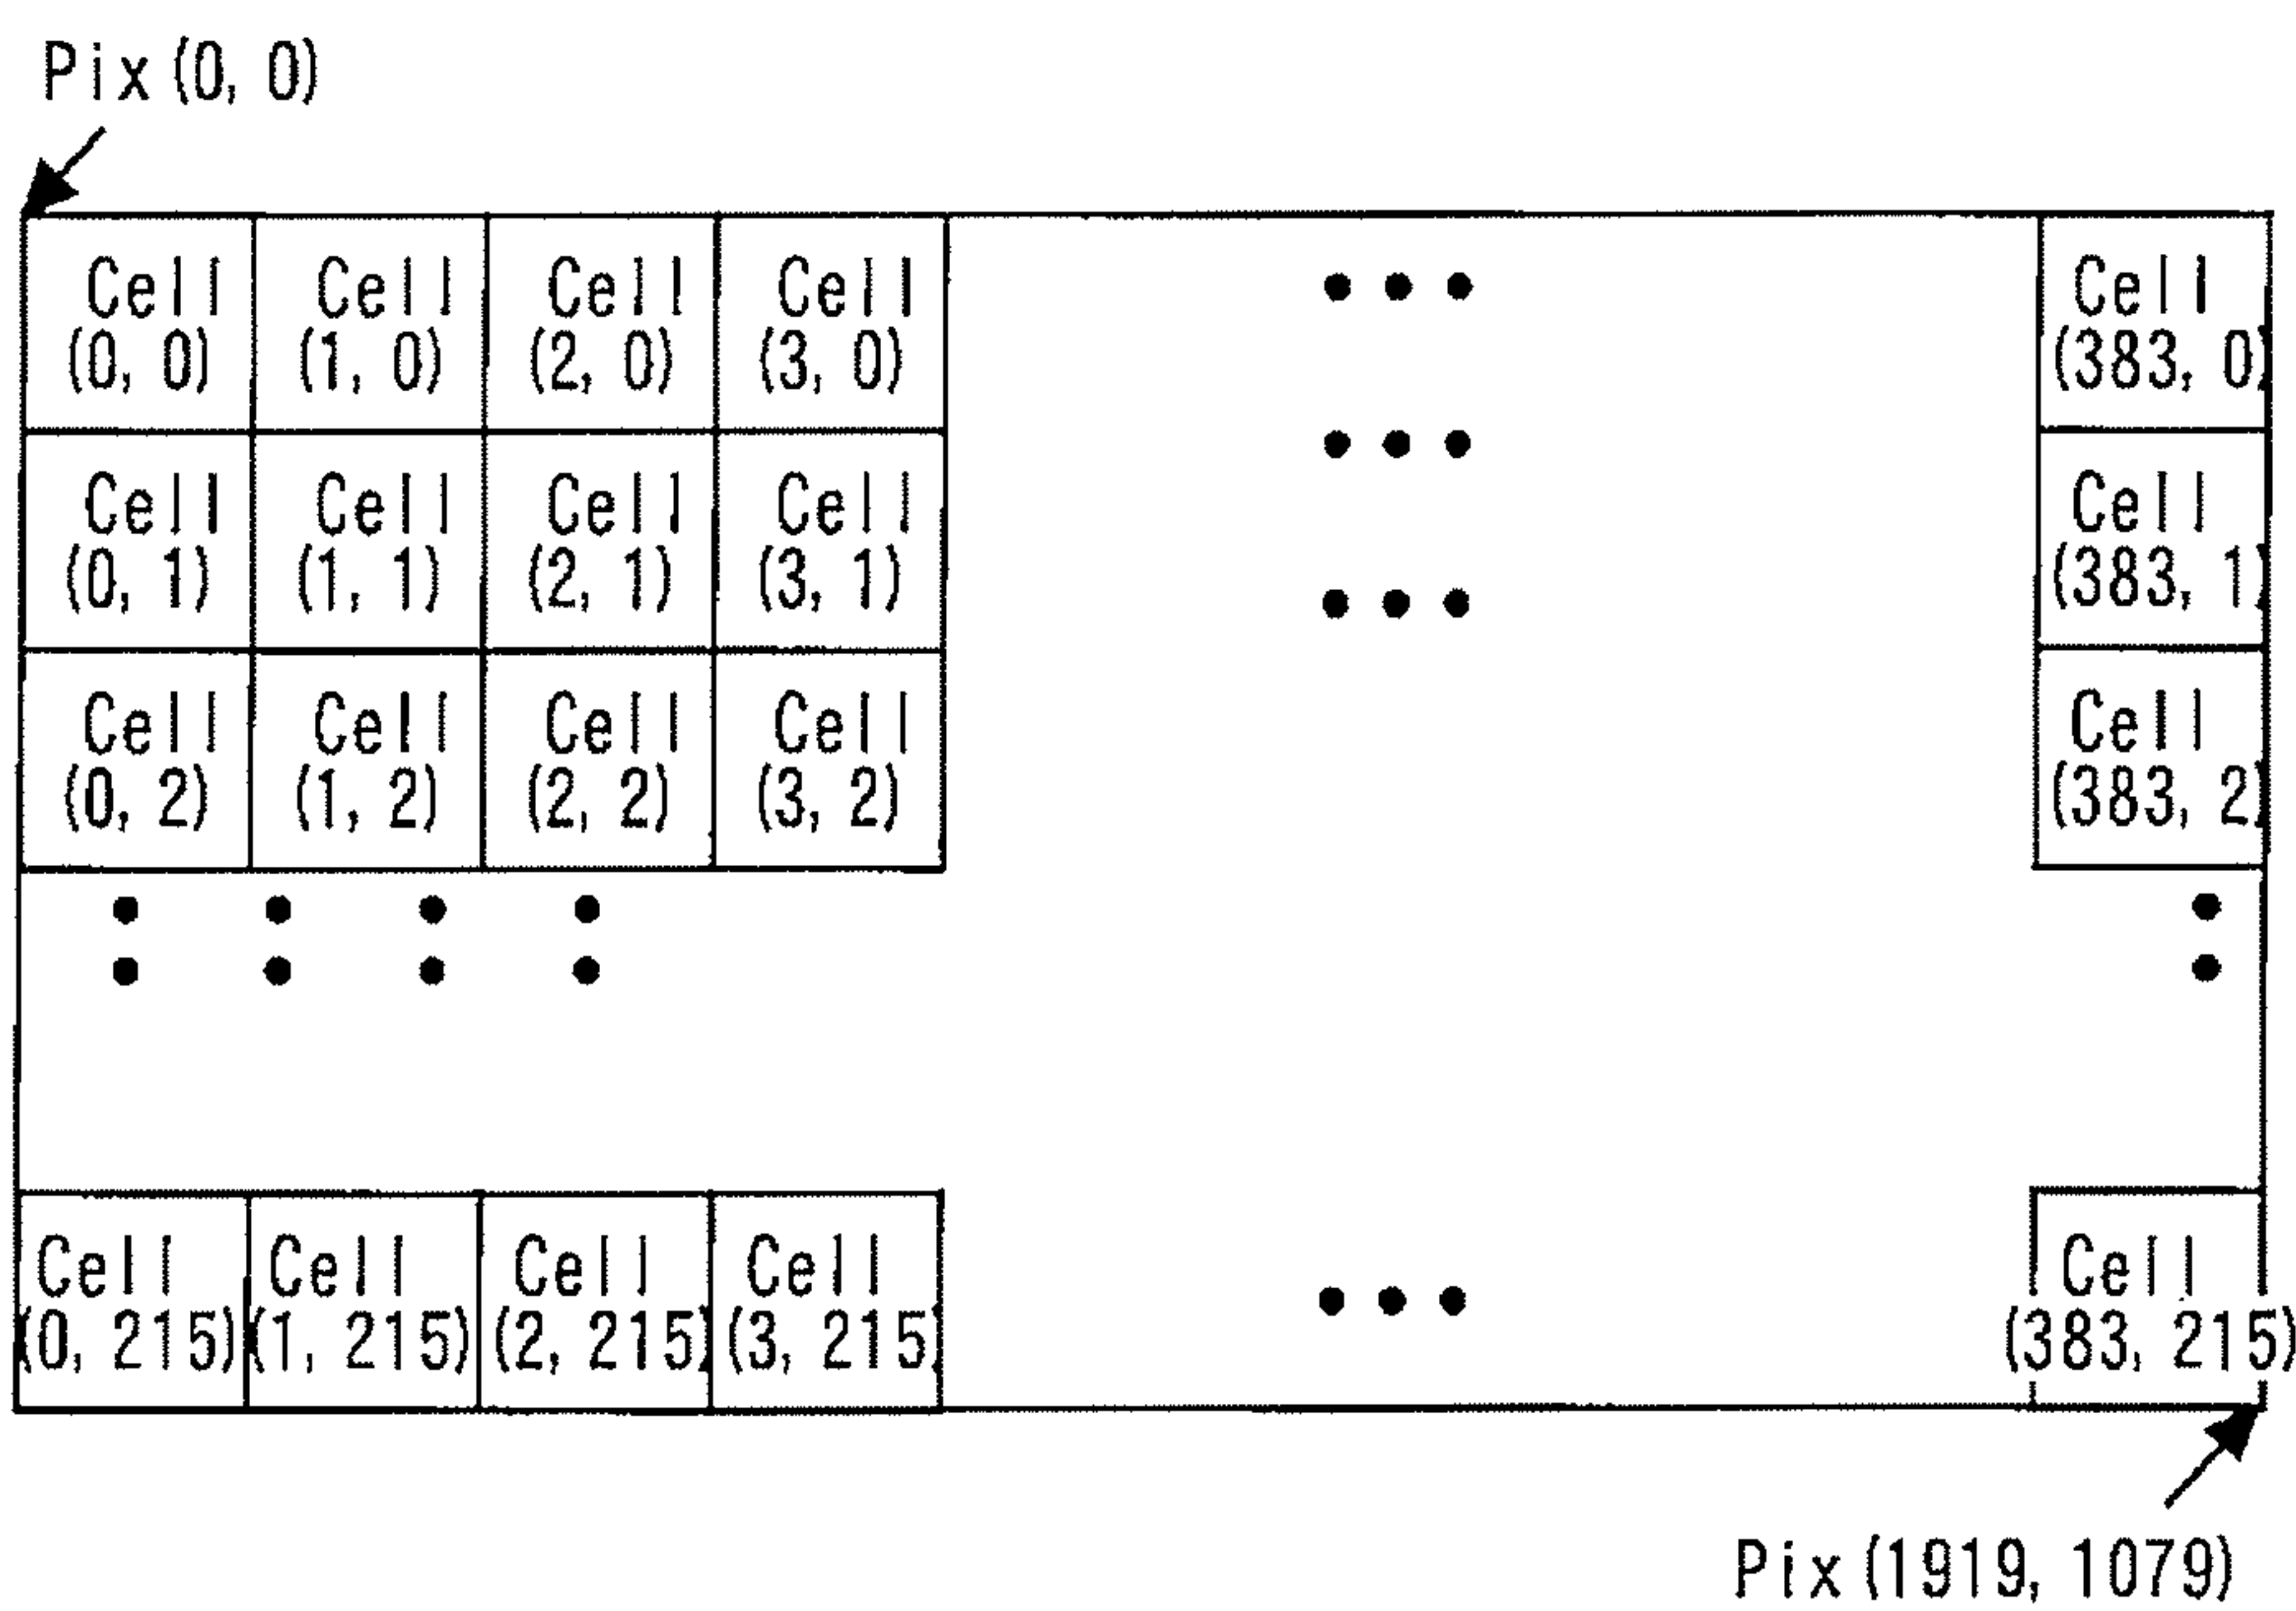 Pix(0, 0)
Cell Cell Cell Cell ••• Cell
(0, 0) (1, 0) (2, 0) (3, 0) (383, 0)
•••
Cell Cell Cell Cell Cell
(0, 1) (1, 1) (2, 1) (3, 1) ••• (383, 1)
Cell Cell Cell Cell Cell
(0, 2) (1, 2) (2, 2) (3, 2) (383, 2)
Cell Cell Cell Cell Cell
(0, 215) (1, 215) (2, 215) (3, 215) ••• (383, 215)
Pix(1919, 1079)